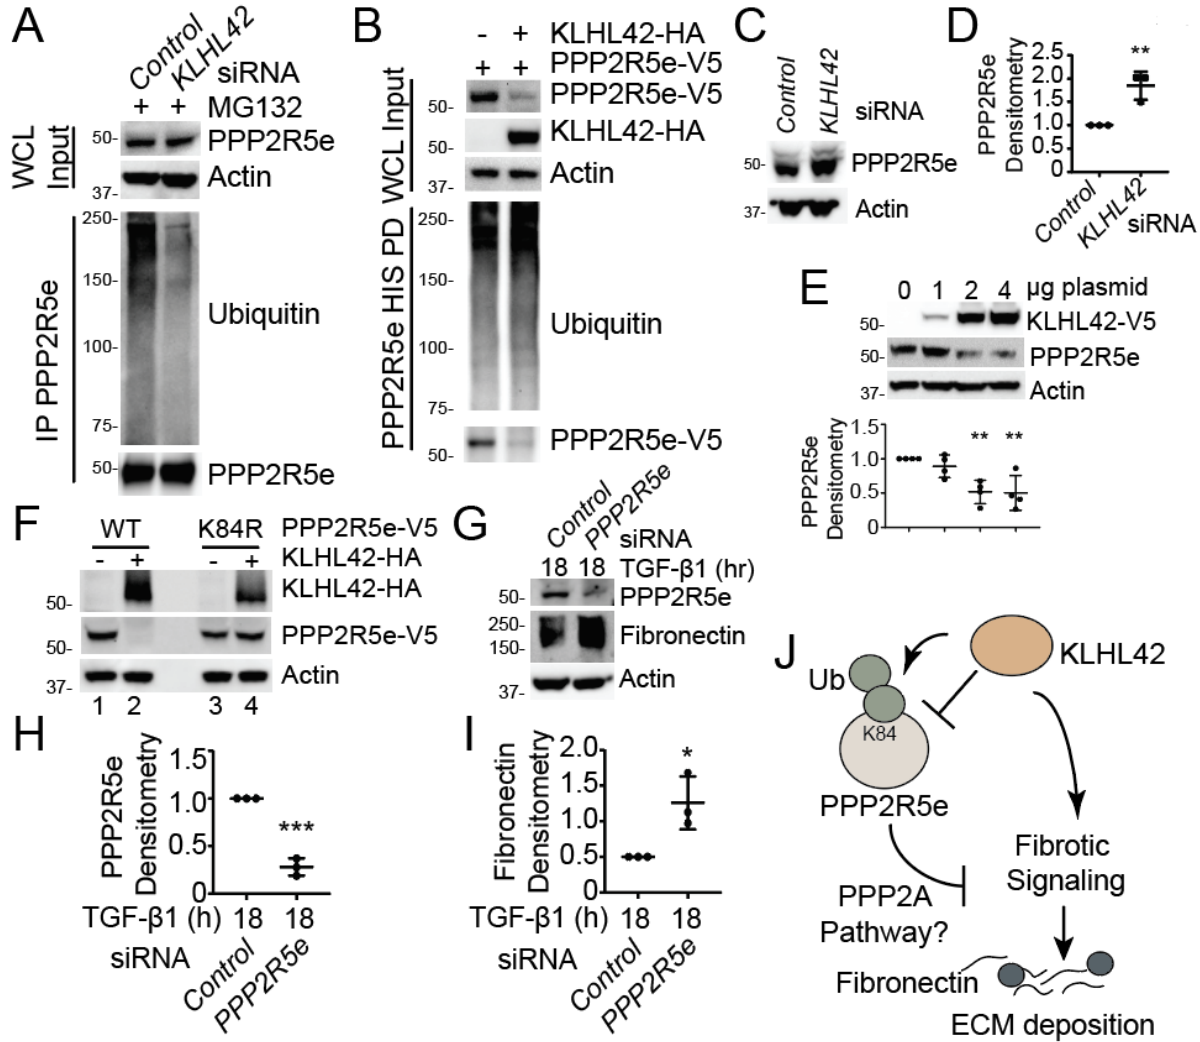 A
Control
KLHL42
siRNA
+ + MG132
WCL Input
50- PPP2R5e
37- Actin
IP PPP2R5e
250-
150-
100-
75-
Ubiquitin
50- PPP2R5e
B
- + KLHL42-HA
+ + PPP2R5e-V5
WCL Input
50- PPP2R5e-V5
50- KLHL42-HA
37- Actin
PPP2R5e HIS PD
250-
150-
100-
75-
Ubiquitin
50- PPP2R5e-V5
C
Control
KLHL42
siRNA
50- PPP2R5e
37- Actin
D
PPP2R5e
Densitometry
2.5
2.0
1.5
1.0
0.5
0
**
Control
KLHL42
siRNA
E
0 1 2 4 µg plasmid
50- KLHL42-V5
50- PPP2R5e
37- Actin
PPP2R5e
Densitometry
1.5
1.0
0.5
0
** **
F
WT K84R PPP2R5e-V5
- + - + KLHL42-HA
50- KLHL42-HA
50- PPP2R5e-V5
37- Actin
1 2 3 4
G
Control
PPP2R5e
siRNA
18 18 TGF-β1 (hr)
50- PPP2R5e
250-
150-
Fibronectin
37- Actin
H
PPP2R5e
Densitometry
1.5
1.0
0.5
0
***
TGF-β1 (h) 18 18
siRNA
Control
PPP2R5e
I
Fibronectin
Densitometry
2.0
1.5
1.0
0.5
0
*
TGF-β1 (h) 18 18
siRNA
Control
PPP2R5e
J
KLHL42
Ub
K84
PPP2R5e
PPP2A
Pathway?
Fibrotic
Signaling
Fibronectin
ECM deposition